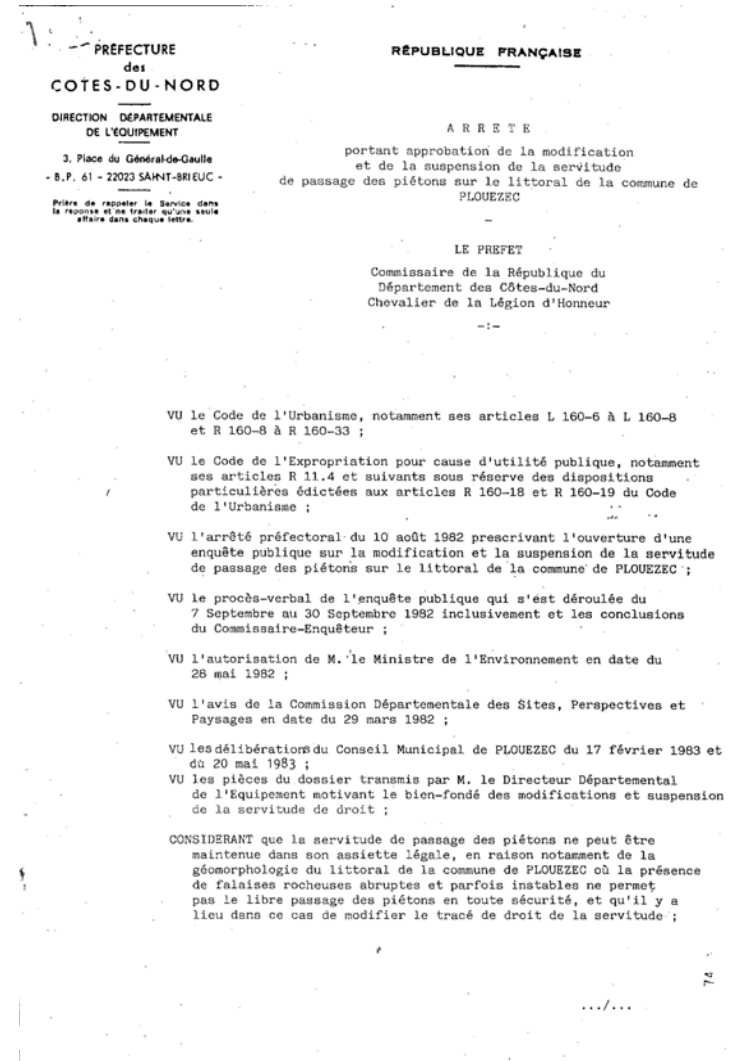 PRÉFECTURE
des
COTES-DU-NORD
DIRECTION DÉPARTEMENTALE
DE L'ÉQUIPEMENT
3, Place du Général-de-Gaulle
- B.P. 61 - 22023 SAINT-BRIEUC -
Prière de rappeler le Service dans
la réponse et ne traiter qu'une seule
affaire dans chaque lettre.
RÉPUBLIQUE FRANÇAISE
A R R E T E
portant approbation de la modification
et de la suspension de la servitude
de passage des piétons sur le littoral de la commune de
PLOUEZEC
-
LE PREFET
Commissaire de la République du
Département des Côtes-du-Nord
Chevalier de la Légion d'Honneur
-:-
VU le Code de l'Urbanisme, notamment ses articles L 160-6 à L 160-8
et R 160-8 à R 160-33 ;
VU le Code de l'Expropriation pour cause d'utilité publique, notamment
ses articles R 11.4 et suivants sous réserve des dispositions
particulières édictées aux articles R 160-18 et R 160-19 du Code
de l'Urbanisme ;
VU l'arrêté préfectoral du 10 août 1982 prescrivant l'ouverture d'une
enquête publique sur la modification et la suspension de la servitude
de passage des piétons sur le littoral de la commune de PLOUEZEC ;
VU le procès-verbal de l'enquête publique qui s'est déroulée du
7 Septembre au 30 Septembre 1982 inclusivement et les conclusions
du Commissaire-Enquêteur ;
VU l'autorisation de M. le Ministre de l'Environnement en date du
28 mai 1982 ;
VU l'avis de la Commission Départementale des Sites, Perspectives et
Paysages en date du 29 mars 1982 ;
VU les délibérations du Conseil Municipal de PLOUEZEC du 17 février 1983 et
du 20 mai 1983 ;
VU les pièces du dossier transmis par M. le Directeur Départemental
de l'Equipement motivant le bien-fondé des modifications et suspension
de la servitude de droit ;
CONSIDERANT que la servitude de passage des piétons ne peut être
maintenue dans son assiette légale, en raison notamment de la
géomorphologie du littoral de la commune de PLOUEZEC où la présence
de falaises rocheuses abruptes et parfois instables ne permet
pas le libre passage des piétons en toute sécurité, et qu'il y a
lieu dans ce cas de modifier le tracé de droit de la servitude ;
74
.../...